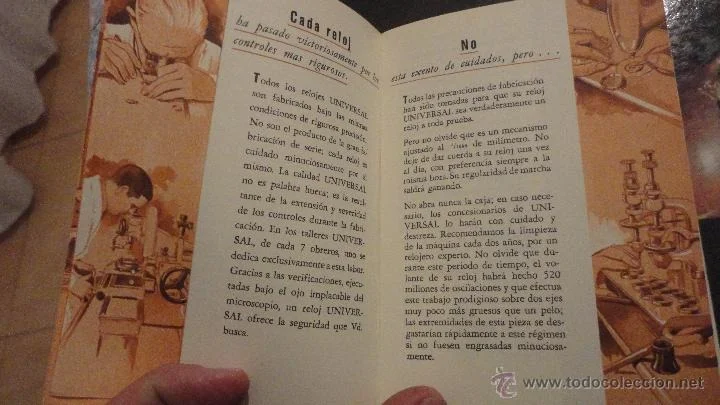 Cada reloj
ha pasado victoriosamente por los
controles mas rigurosos.
Todos los relojes UNIVERSAL
son fabricados bajo las mismas
condiciones de rigurosa precisión.
No son el producto de la gran fa-
bricación de serie; cada reloj es
cuidado minuciosamente por el
mismo. La calidad UNIVERSAL
no es palabra hueca; es la resul-
tante de la extensión y severidad
de los controles durante la fabri-
cación. En los talleres UNIVER-
SAL, de cada 7 obreros, uno se
dedica exclusivamente a esta labor.
Gracias a las verificaciones, ejecu-
tadas bajo el ojo implacable del
microscopio, un reloj UNIVER-
SAL ofrece la seguridad que Vd.
busca.
No
esta excento de cuidados, pero . . .
Todas las precauciones de fabricación
han sido tomadas para que su reloj
UNIVERSAL sea verdaderamente un
reloj a toda prueba.
Pero no olvide que es un mecanismo
ajustado al de milímetro. No
deje de dar cuerda a su reloj una vez
al día, con preferencia siempre a la
misma hora. Su regularidad de marcha
saldrá ganando.
No abra nunca la caja; en caso nece-
sario, los concesionarios de UNI-
VERSAL lo harán con cuidado y
destreza. Recomendamos la limpieza
de la máquina cada dos años, por un
relojero experto. No olvide que du-
rante este período de tiempo, el vo-
lante de su reloj habrá hecho 520
millones de oscilaciones y que efectua
este trabajo prodigioso sobre dos ejes
muy poco más gruesos que un pelo;
las extremidades de esta pieza se des-
gastarían rápidamente a este régimen
si no fuesen engrasadas minuciosa-
mente.
© www.todocoleccion.net